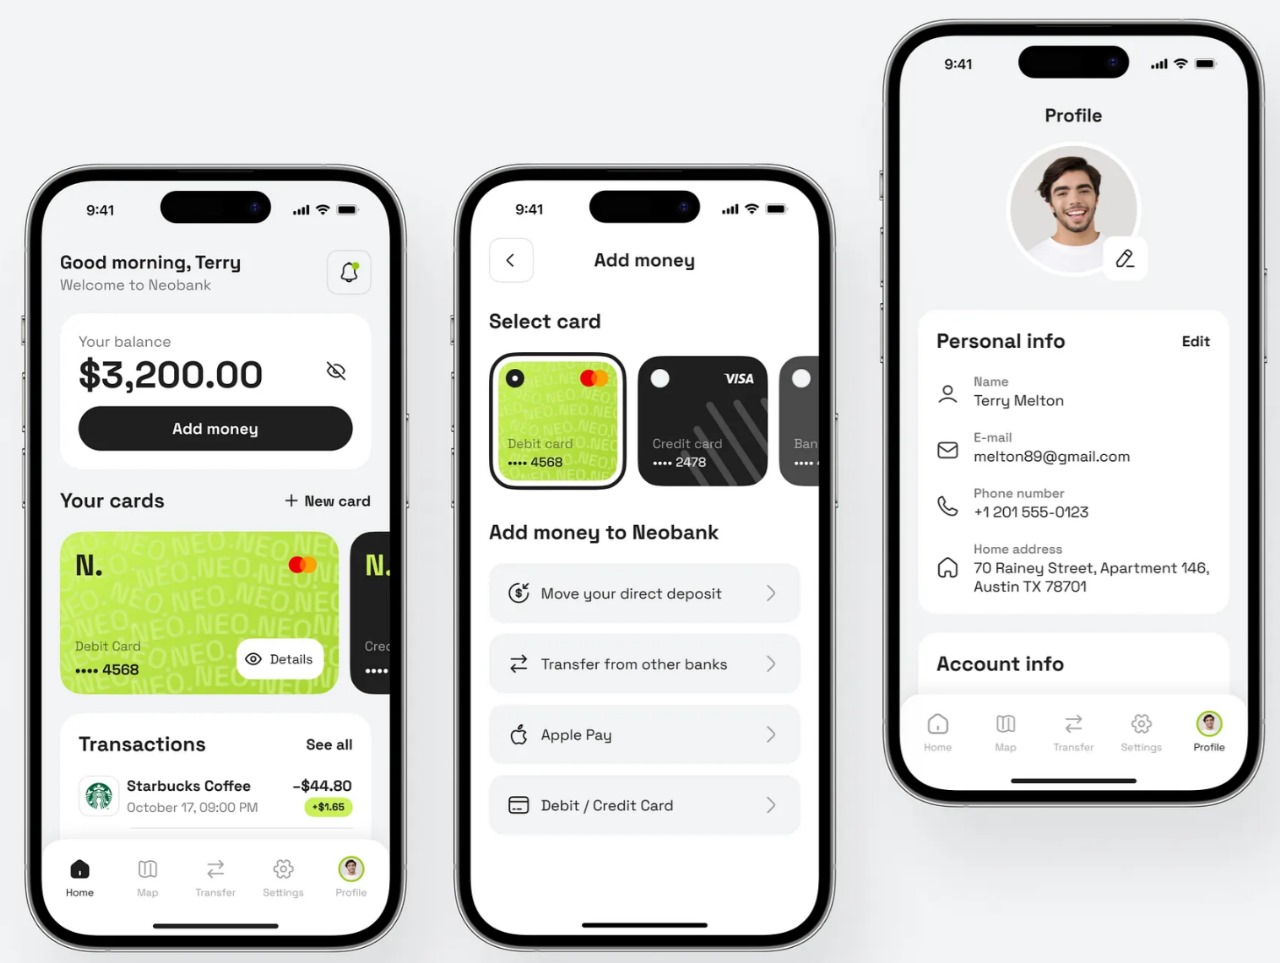 9:41
Good morning, Terry
Welcome to Neobank
Your balance
$3,200.00
Add money
Your cards
+ New card
N.
Debit Card
•••• 4568
Details
N.
••••
Transactions
See all
Starbucks Coffee
-$44.80
October 17, 09:00 PM
+$1.65
Home
Map
Transfer
Settings
Profile
9:41
Add money
Select card
Debit card
•••• 4568
VISA
Credit card
•••• 2478
••••
Add money to Neobank
Move your direct deposit
Transfer from other banks
Apple Pay
Debit / Credit Card
9:41
Profile
Personal info
Edit
Name
Terry Melton
E-mail
melton89@gmail.com
Phone number
+1 201 555-0123
Home address
70 Rainey Street, Apartment 146,
Austin TX 78701
Account info
Home
Map
Transfer
Settings
Profile